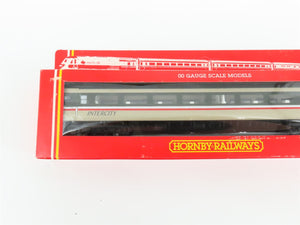 00 GAUGE SCALE MODELS
INTERCITY
HORNBY RAILWAYS